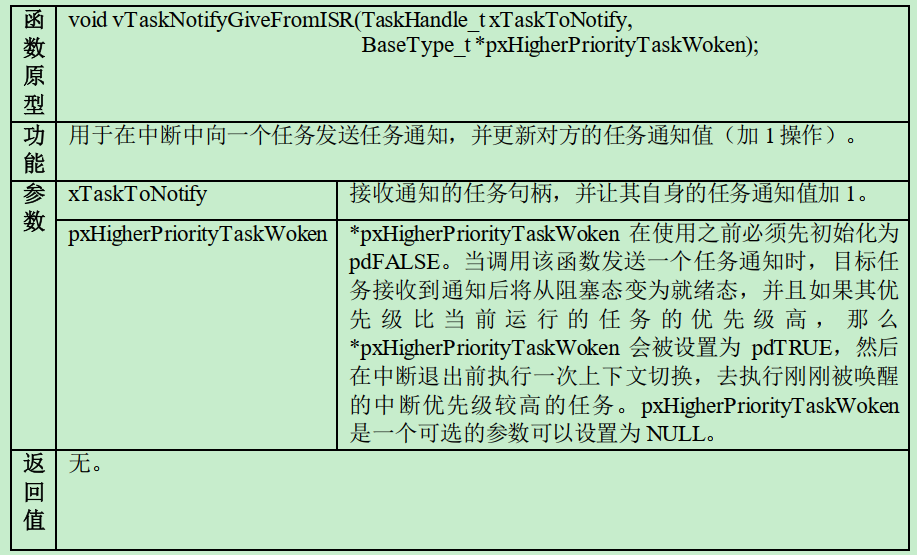 函数原型
void vTaskNotifyGiveFromISR(TaskHandle_t xTaskToNotify,
BaseType_t *pxHigherPriorityTaskWoken);
功能
用于在中断中向一个任务发送任务通知，并更新对方的任务通知值（加 1 操作）。
参数
xTaskToNotify
接收通知的任务句柄，并让其自身的任务通知值加 1。
pxHigherPriorityTaskWoken
*pxHigherPriorityTaskWoken 在使用之前必须先初始化为
pdFALSE。当调用该函数发送一个任务通知时，目标任
务接收到通知后将从阻塞态变为就绪态，并且如果其优
先级比当前运行的任务的优先级高，那么
*pxHigherPriorityTaskWoken 会被设置为 pdTRUE，然后
在中断退出前执行一次上下文切换，去执行刚刚被唤醒
的中断优先级较高的任务。pxHigherPriorityTaskWoken
是一个可选的参数可以设置为 NULL。
返回值
无。